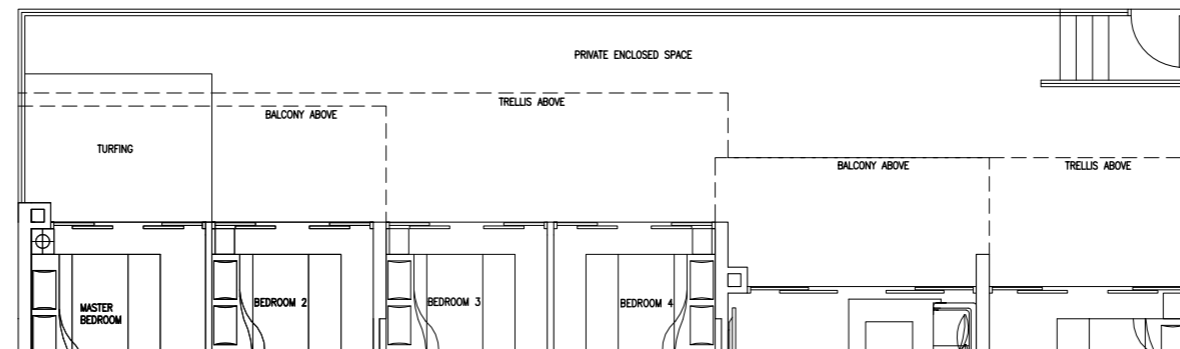 PRIVATE ENCLOSED SPACE
TRELLIS ABOVE
BALCONY ABOVE
TURFING
BALCONY ABOVE
TRELLIS ABOVE
MASTER
BEDROOM
BEDROOM 2
BEDROOM 3
BEDROOM 4